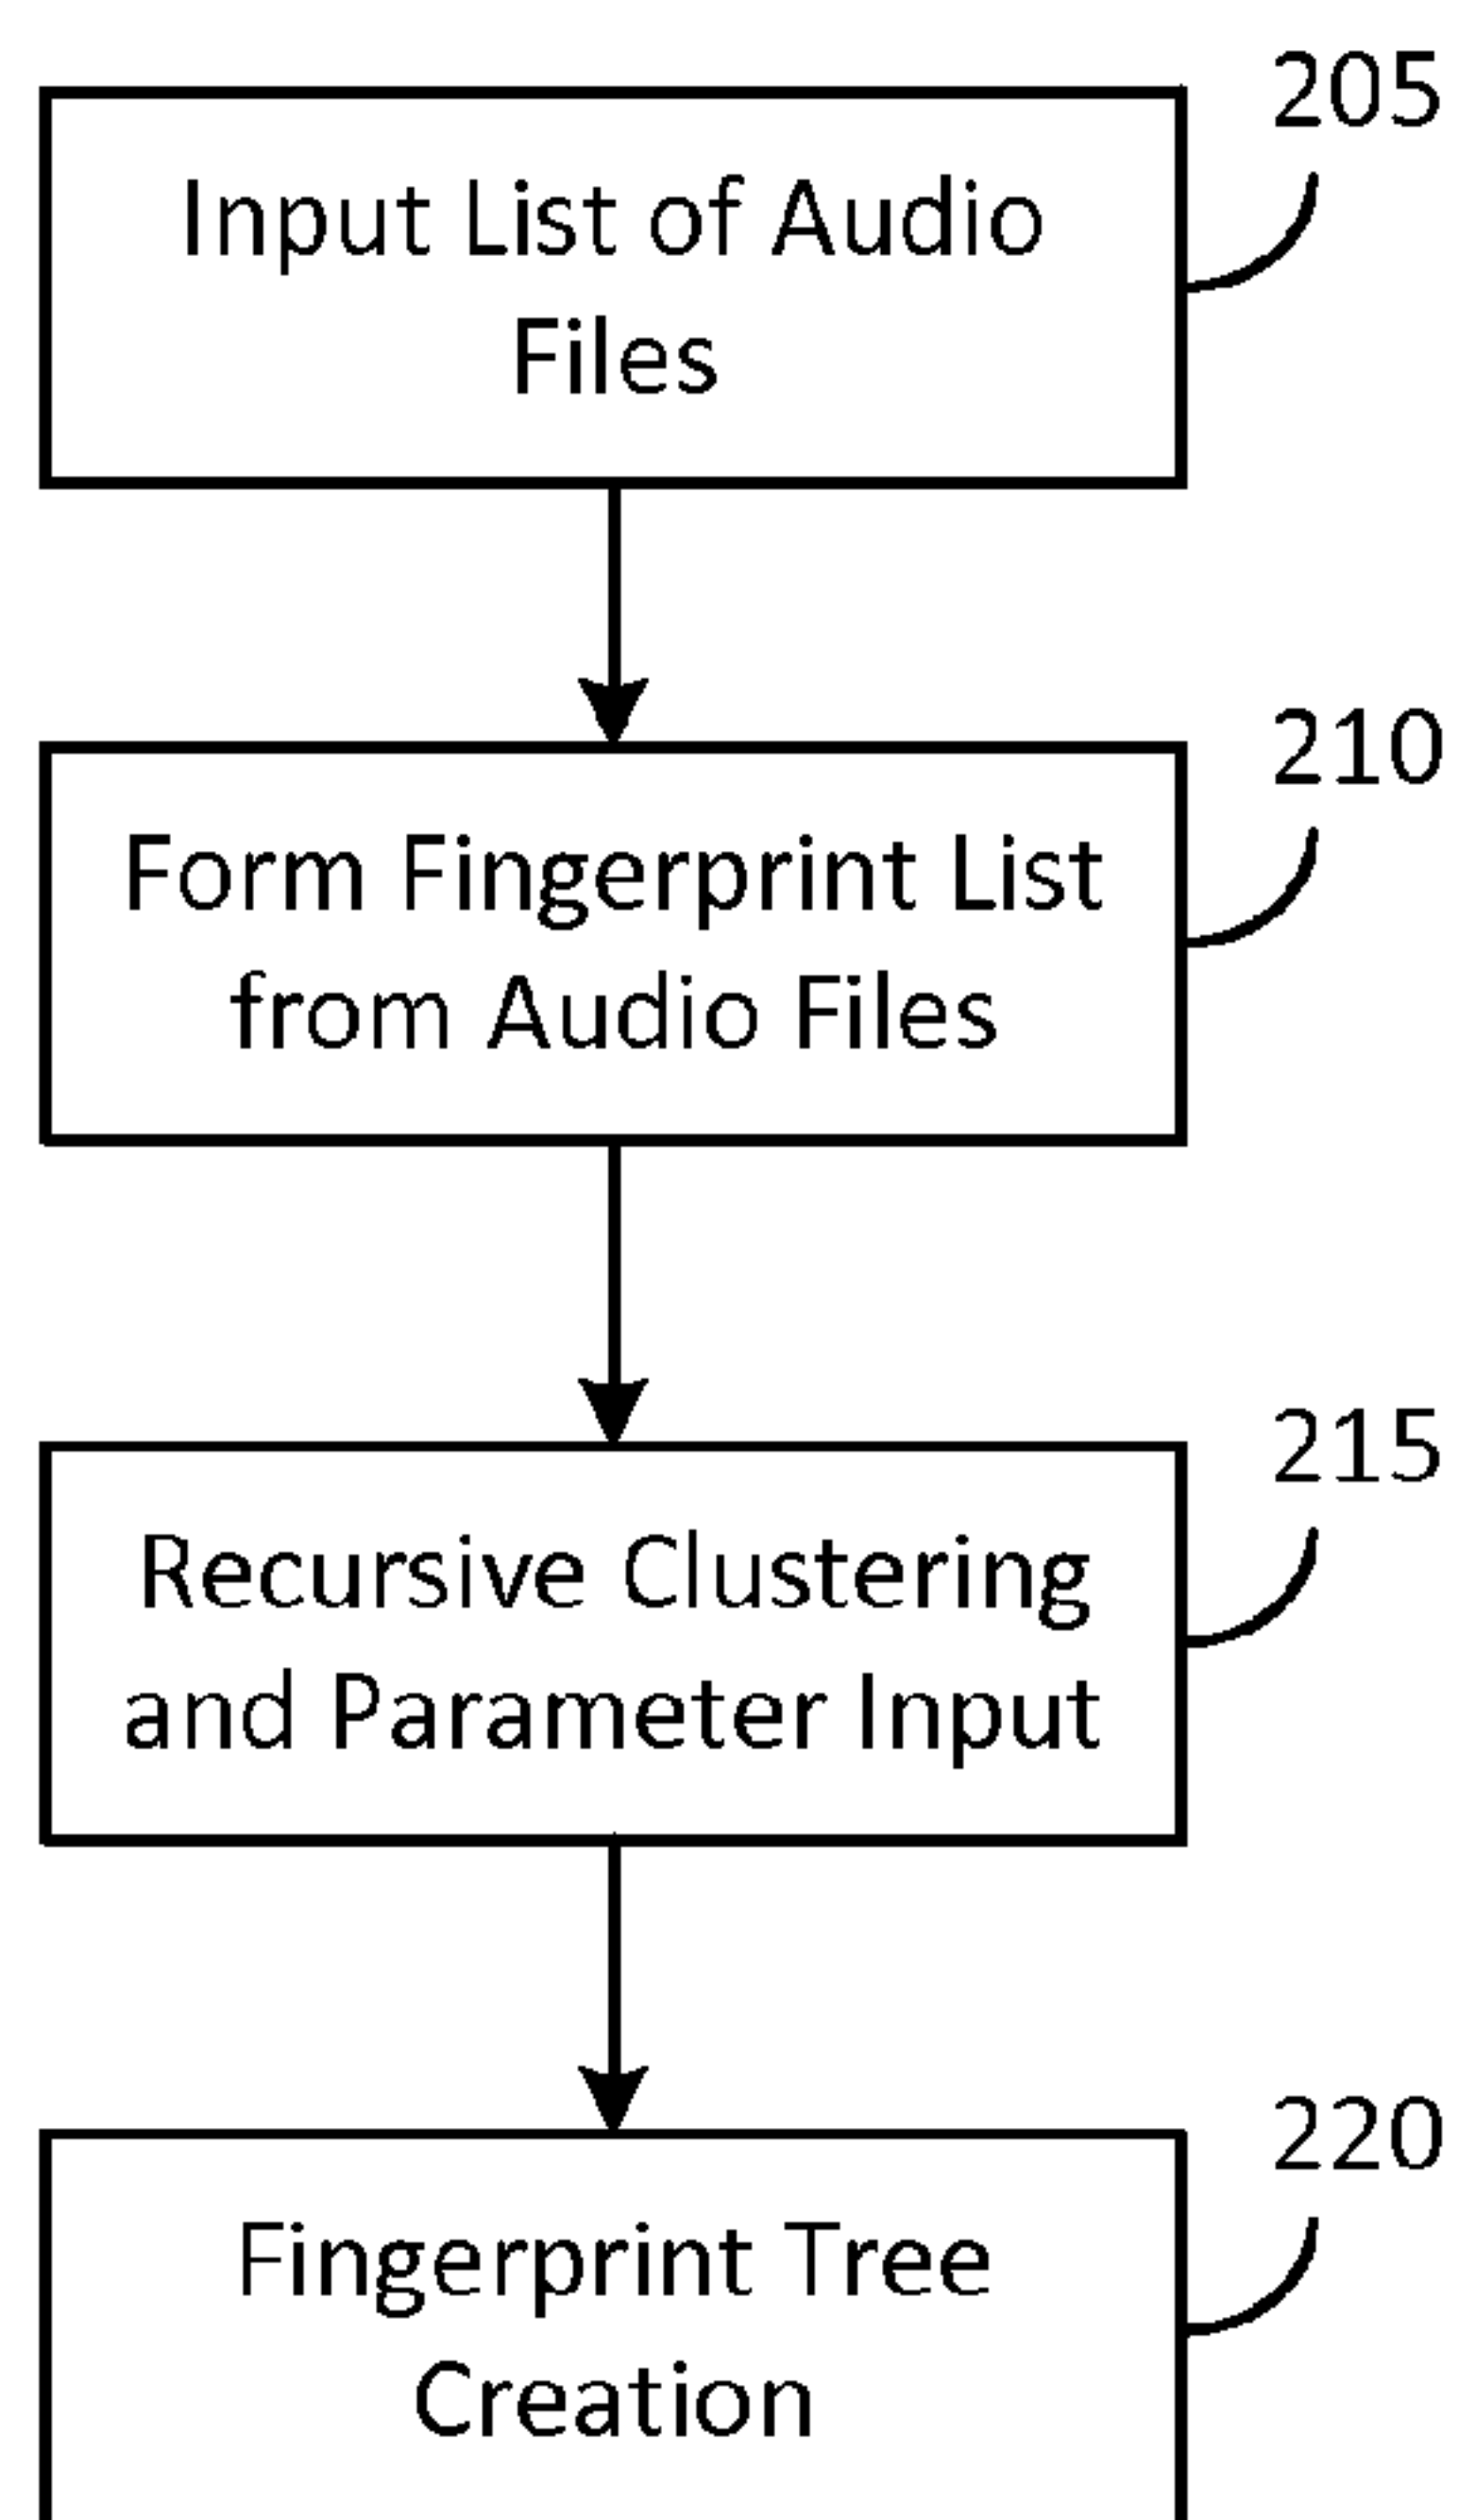 205
Input List of Audio
Files
210
Form Fingerprint List
from Audio Files
215
Recursive Clustering
and Parameter Input
220
Fingerprint Tree
Creation